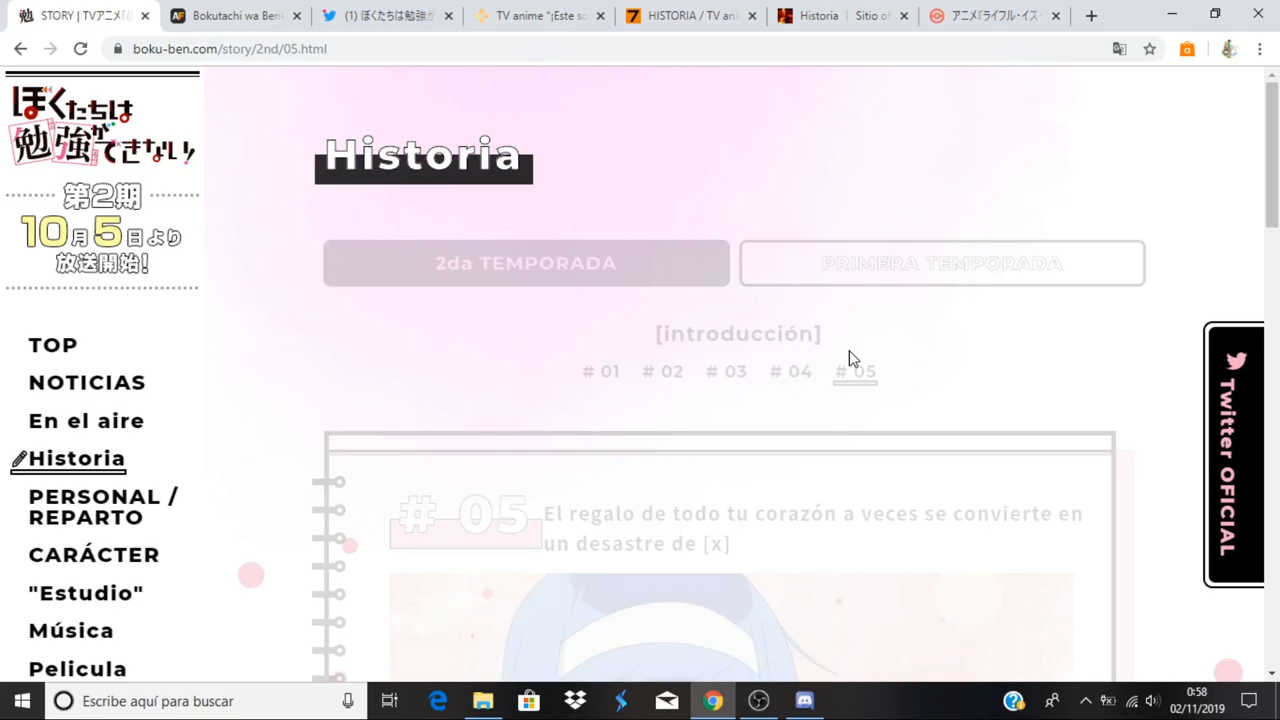 STORY | TVアニメ『
Bokutachi wa Ben
(1) ぼくたちは勉強が
TV anime "¡Este sc
HISTORIA / TV an
Historia | Sitio of
アニメ『ライフル・イズ・
boku-ben.com/story/2nd/05.html
ぼくたちは
勉強が
できない!
第2期
10月5日より
放送開始!
TOP
NOTICIAS
En el aire
Historia
PERSONAL /
REPARTO
CARÁCTER
"Estudio"
Música
Pelicula
Historia
2da TEMPORADA
PRIMERA TEMPORADA
[introducción]
# 01 # 02 # 03 # 04 # 05
# 05
El regalo de todo tu corazón a veces se convierte en
un desastre de [x]
Twitter OFICIAL
Escribe aquí para buscar
0:58
02/11/2019